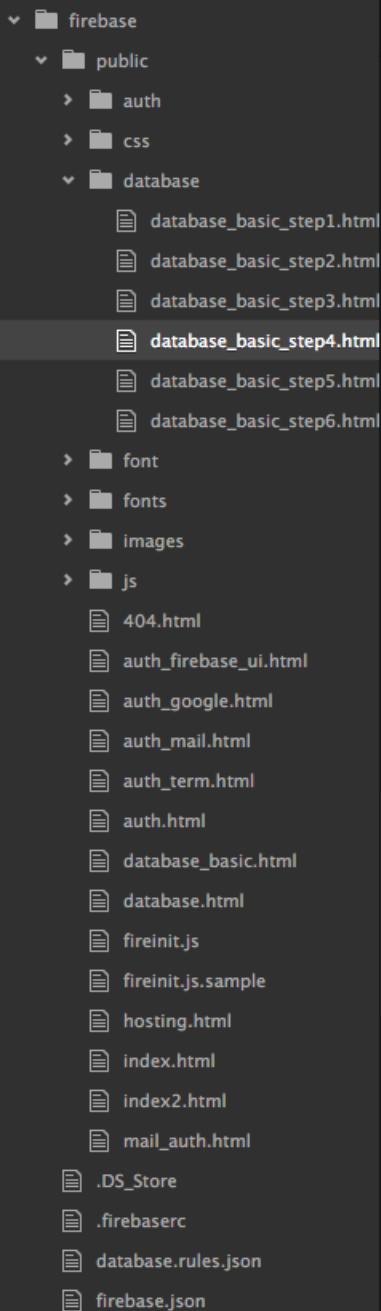 firebase
public
auth
css
database
database_basic_step1.html
database_basic_step2.html
database_basic_step3.html
database_basic_step4.html
database_basic_step5.html
database_basic_step6.html
font
fonts
images
js
404.html
auth_firebase_ui.html
auth_google.html
auth_mail.html
auth_term.html
auth.html
database_basic.html
database.html
fireinit.js
fireinit.js.sample
hosting.html
index.html
index2.html
mail_auth.html
.DS_Store
.firebaserc
database.rules.json
firebase.json